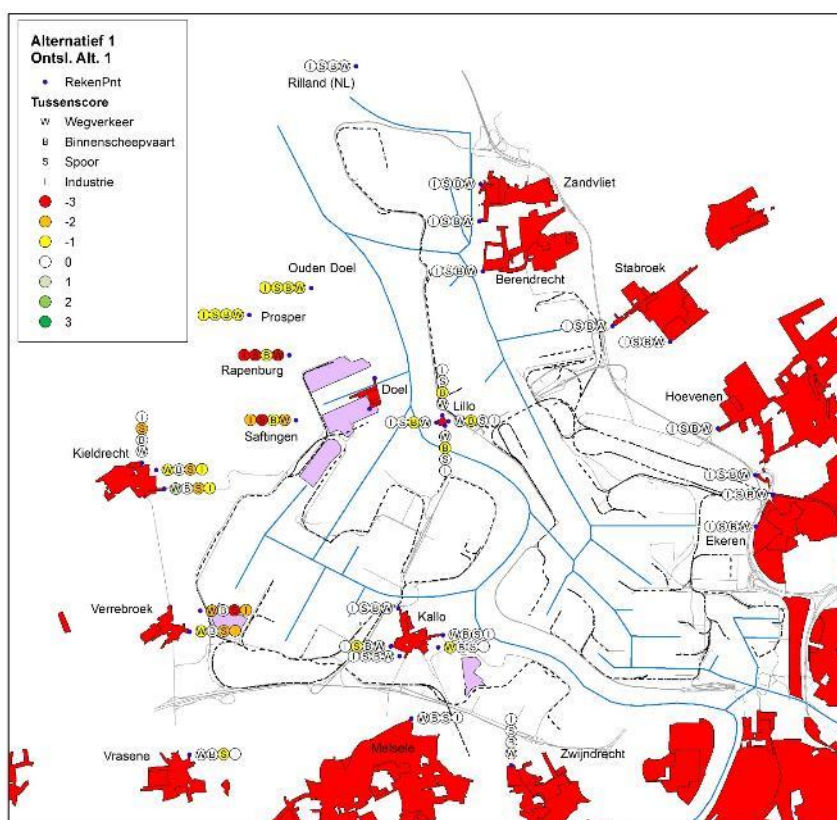 Alternatief 1
Ontsl. Alt. 1
RekenPnt
Tussenscore
W Wegverkeer
B Binnenscheepvaart
S Spoor
I Industrie
-3
-2
-1
0
1
2
3
I S B W
Rilland (NL)
I S B W
Zandvliet
I S B W
I S B W
Berendrecht
Ouden Doel
I S B W
I S B W
Prosper
Stabroek
S B W
I S B W
Rapenburg
B W
Doel
Hoevenen
I S B W
Lillo
I S B W
I S B W
Saftingen
I S B W
W S I
I S W
W B S I
Kieldrecht
W B S I
W B S I
I S B W
I S B W
I S B W
Ekeren
Verrebroek
W S I
W S
I S B W
Kallo
W B S I
S B W
W B S
I S B W
Vrasene
W B S
W B S I
Melsele
I S B W
Zwijndrecht